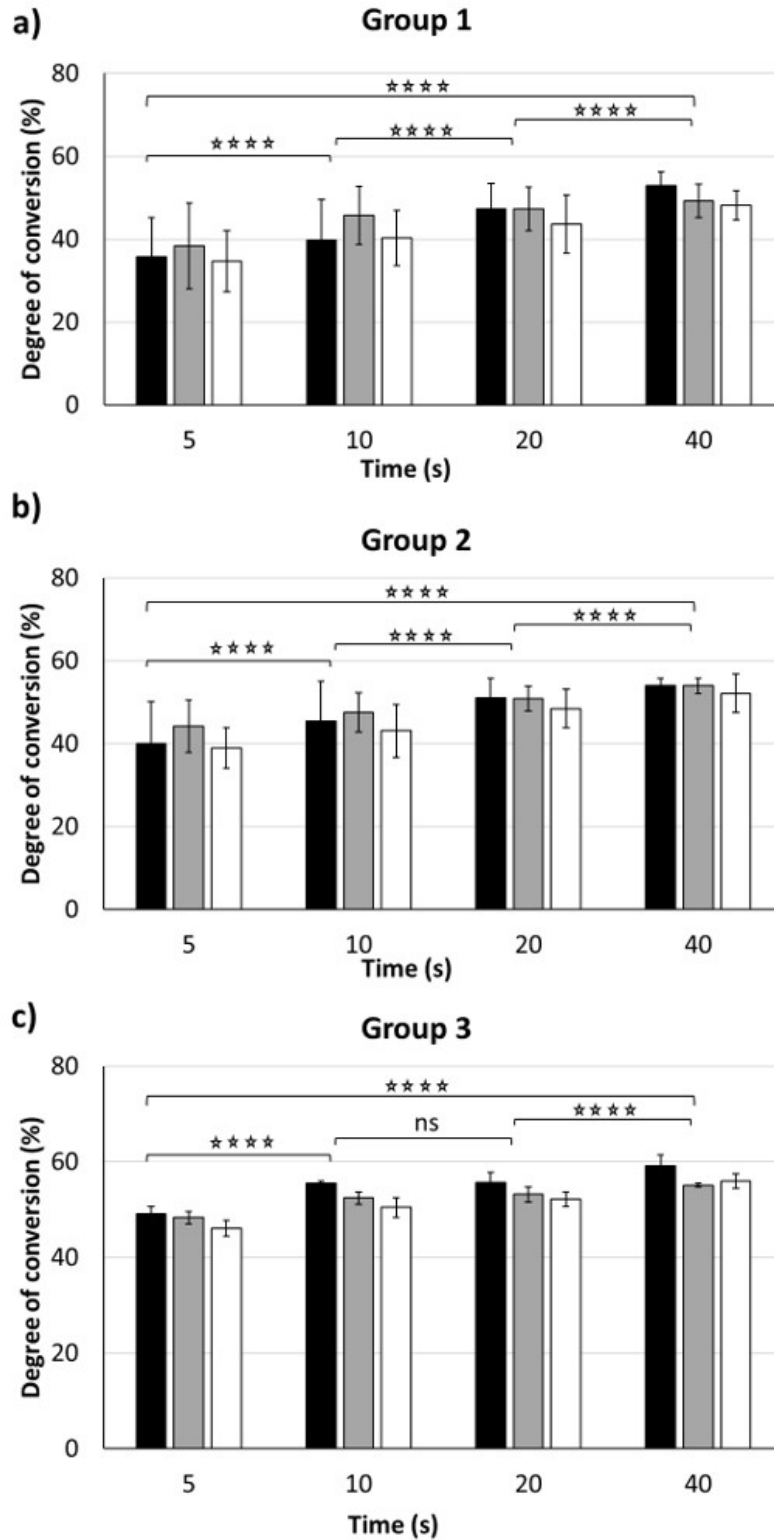 a)
Group 1
Degree of conversion (%)
80
60
40
20
0
☆☆☆☆
☆☆☆☆
☆☆☆☆
☆☆☆☆
5 10 20 40
Time (s)
b)
Group 2
Degree of conversion (%)
80
60
40
20
0
☆☆☆☆
☆☆☆☆
☆☆☆☆
☆☆☆☆
5 10 20 40
Time (s)
c)
Group 3
Degree of conversion (%)
80
60
40
20
0
☆☆☆☆
☆☆☆☆
ns
☆☆☆☆
5 10 20 40
Time (s)